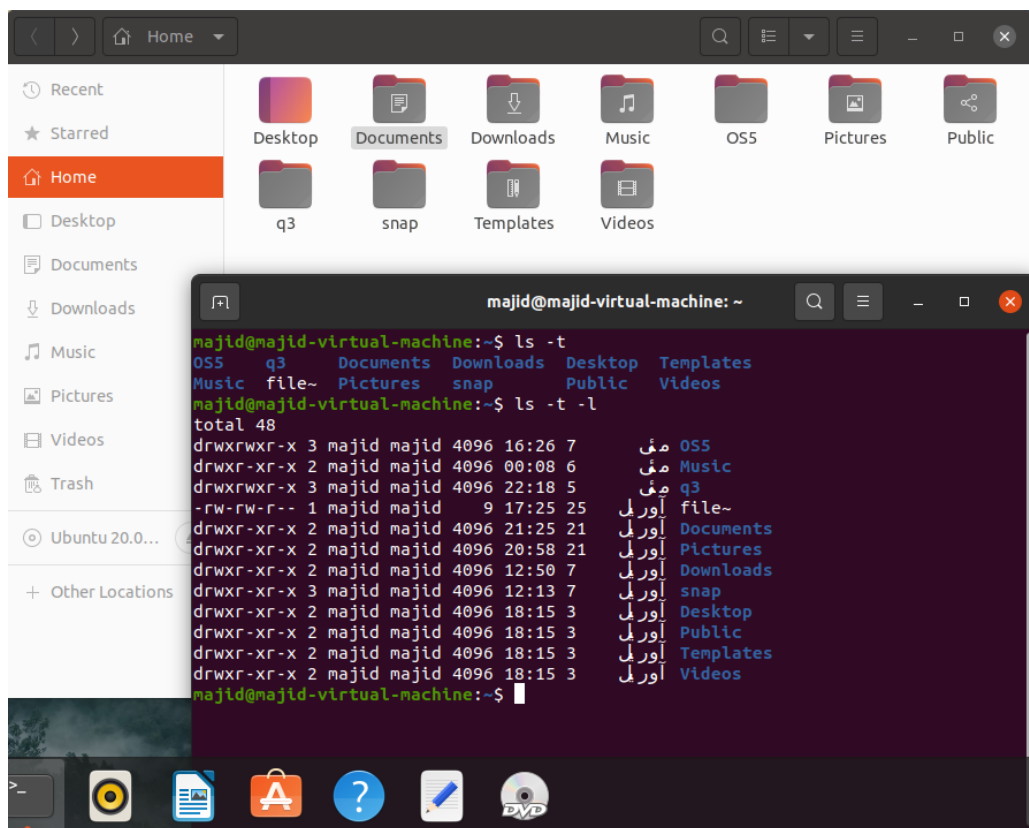 Home
Recent
Starred
Home
Desktop
Documents
Downloads
Music
Pictures
Videos
Trash
Ubuntu 20.0...
Other Locations
Desktop Documents Downloads Music OS5 Pictures Public
q3 snap Templates Videos
majid@majid-virtual-machine: ~
majid@majid-virtual-machine:~$ ls -t
OS5 q3 Documents Downloads Desktop Templates
Music file~ Pictures snap Public Videos
majid@majid-virtual-machine:~$ ls -t -l
total 48
drwxrwxr-x 3 majid majid 4096 16:26 7 مئی OS5
drwxr-xr-x 2 majid majid 4096 00:08 6 مئی Music
drwxrwxr-x 3 majid majid 4096 22:18 5 مئی q3
-rw-rw-r-- 1 majid majid 9 17:25 25 آوریل file~
drwxr-xr-x 2 majid majid 4096 21:25 21 آوریل Documents
drwxr-xr-x 2 majid majid 4096 20:58 21 آوریل Pictures
drwxr-xr-x 2 majid majid 4096 12:50 7 آوریل Downloads
drwxr-xr-x 3 majid majid 4096 12:13 7 آوریل snap
drwxr-xr-x 2 majid majid 4096 18:15 3 آوریل Desktop
drwxr-xr-x 2 majid majid 4096 18:15 3 آوریل Public
drwxr-xr-x 2 majid majid 4096 18:15 3 آوریل Templates
drwxr-xr-x 2 majid majid 4096 18:15 3 آوریل Videos
majid@majid-virtual-machine:~$
>_
A
?
DVD